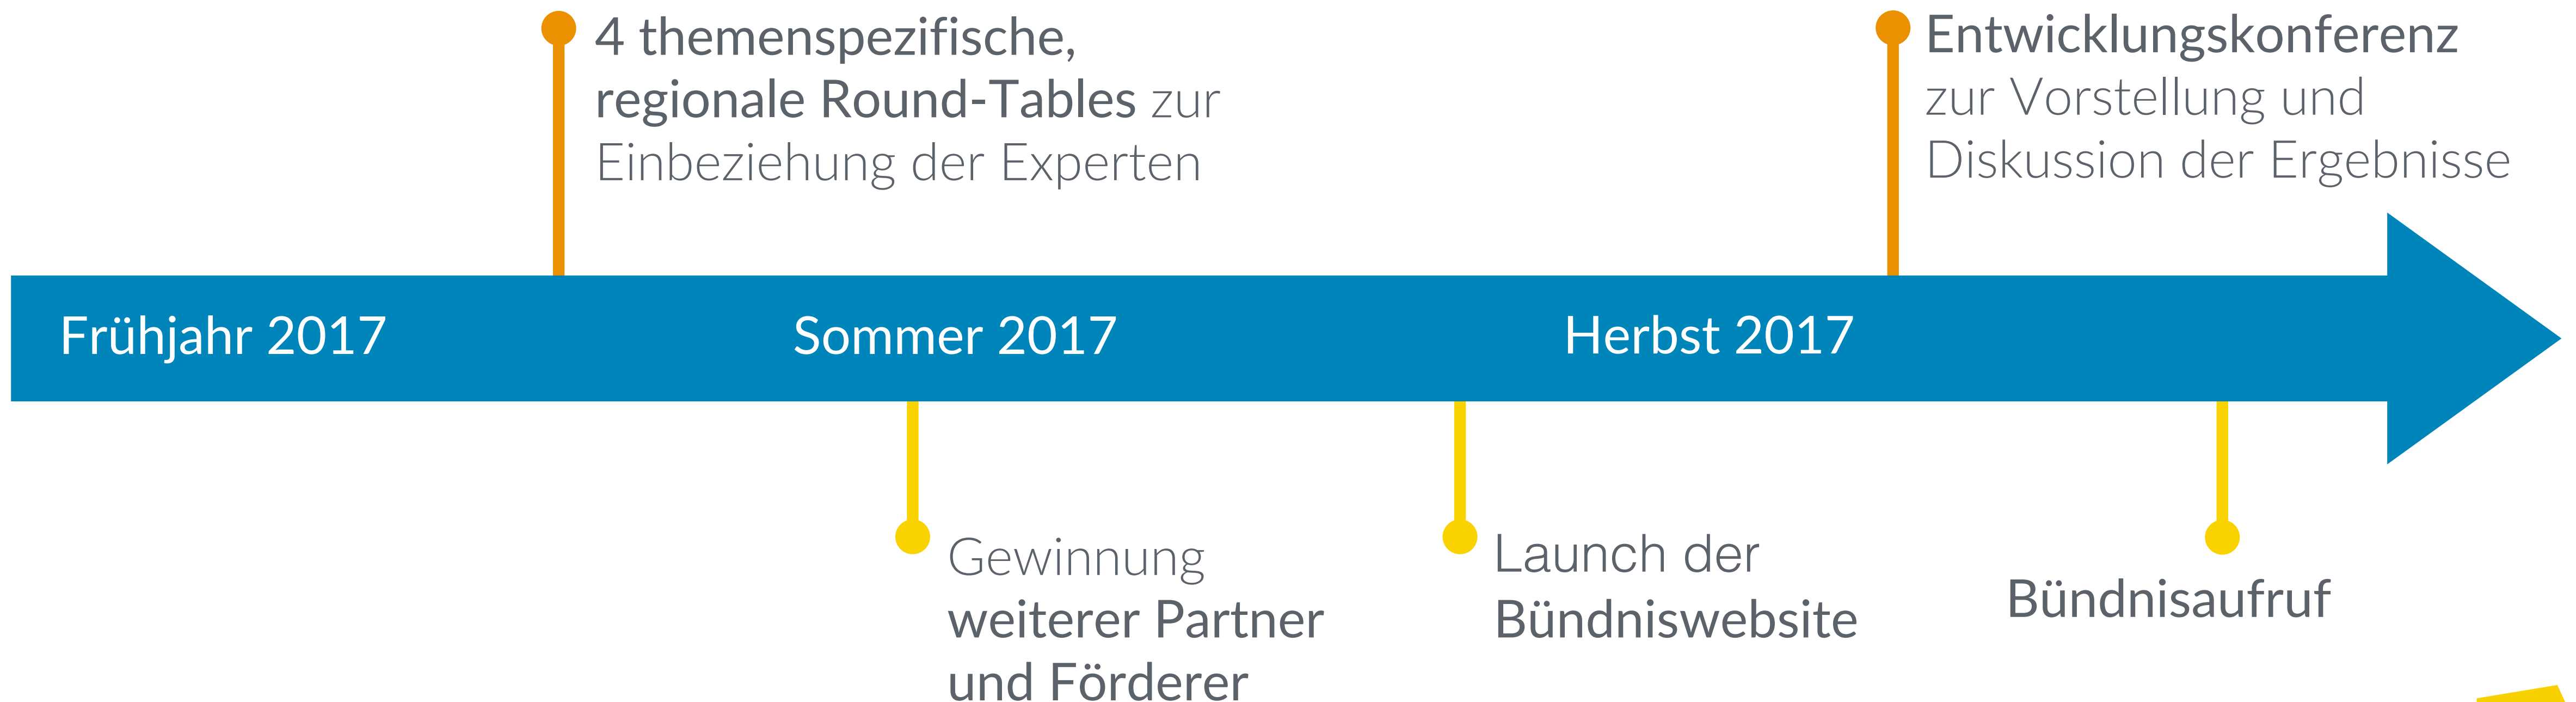 4 themenspezifische,
regionale Round-Tables zur
Einbeziehung der Experten
Entwicklungskonferenz
zur Vorstellung und
Diskussion der Ergebnisse
Frühjahr 2017
Sommer 2017
Herbst 2017
Gewinnung
weiterer Partner
und Förderer
Launch der
Bündniswebsite
Bündnisaufruf